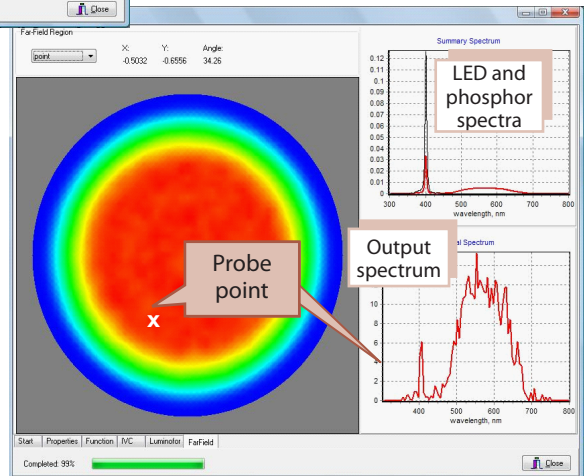 Close
Far-Field Region
point
X: Y: Angle:
-0.5032 -0.6556 34.26
Summary Spectrum
0.12
0.11
0.1
0.09
0.08
0.07
0.06
0.05
0.04
0.03
0.02
0.01
0
300 400 500 600 700 800
wavelength, nm
LED and
phosphor
spectra
Probe
point
x
Output
spectrum
al Spectrum
10
8
6
4
2
0
400 500 600 700 800
wavelength, nm
Start Properties Function IVC Luminofor FarField
Completed: 99%
Close